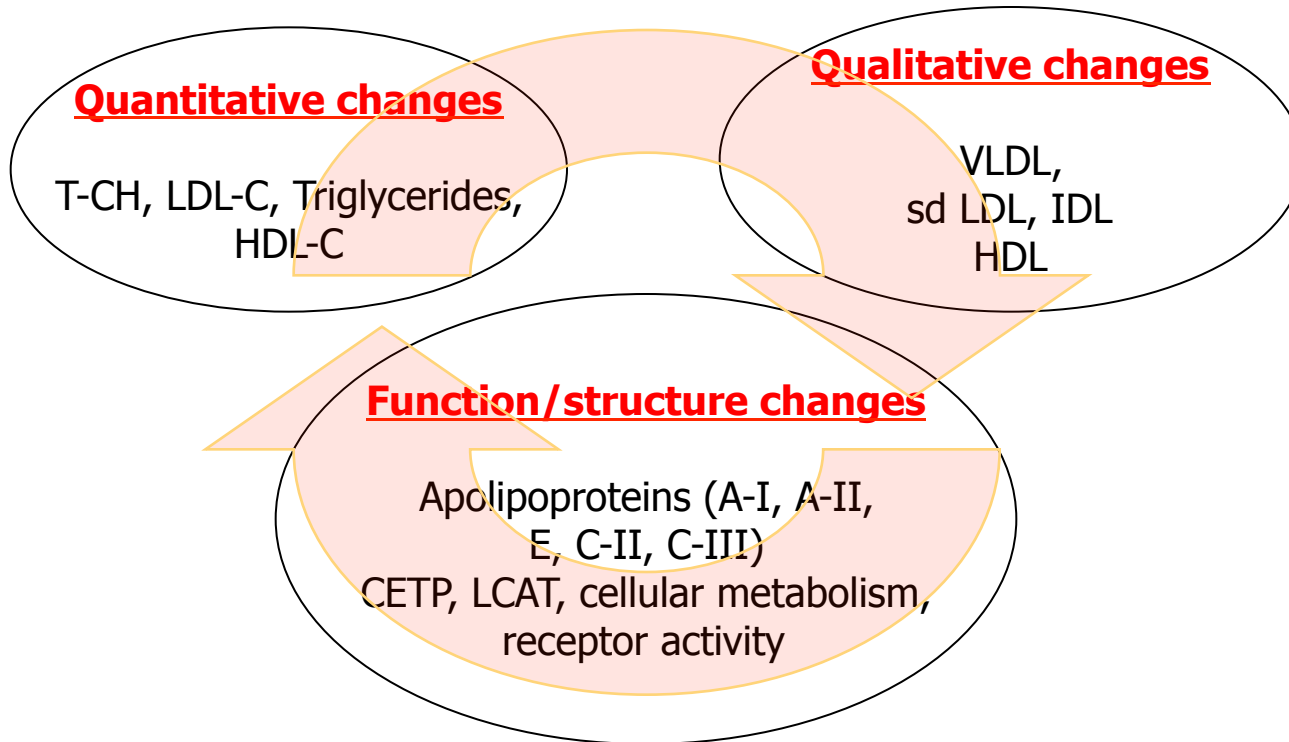 Quantitative changes
T-CH, LDL-C, Triglycerides,
HDL-C
Qualitative changes
VLDL,
sd LDL, IDL
HDL
Function/structure changes
Apolipoproteins (A-I, A-II,
E, C-II, C-III)
CETP, LCAT, cellular metabolism,
receptor activity